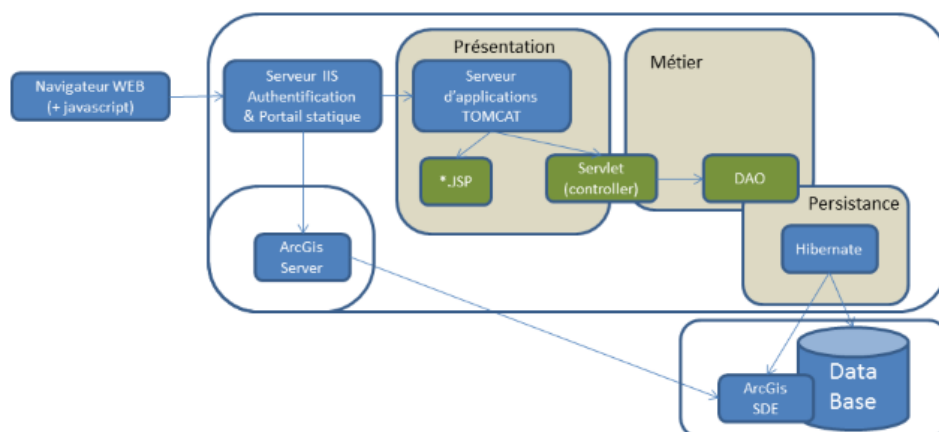 Présentation
Métier
Navigateur WEB
(+ javascript)
Serveur IIS
Authentification
& Portail statique
Serveur
d'applications
TOMCAT
*.JSP
Servlet
(controller)
DAO
Persistance
ArcGis
Server
Hibernate
ArcGis
SDE
Data
Base